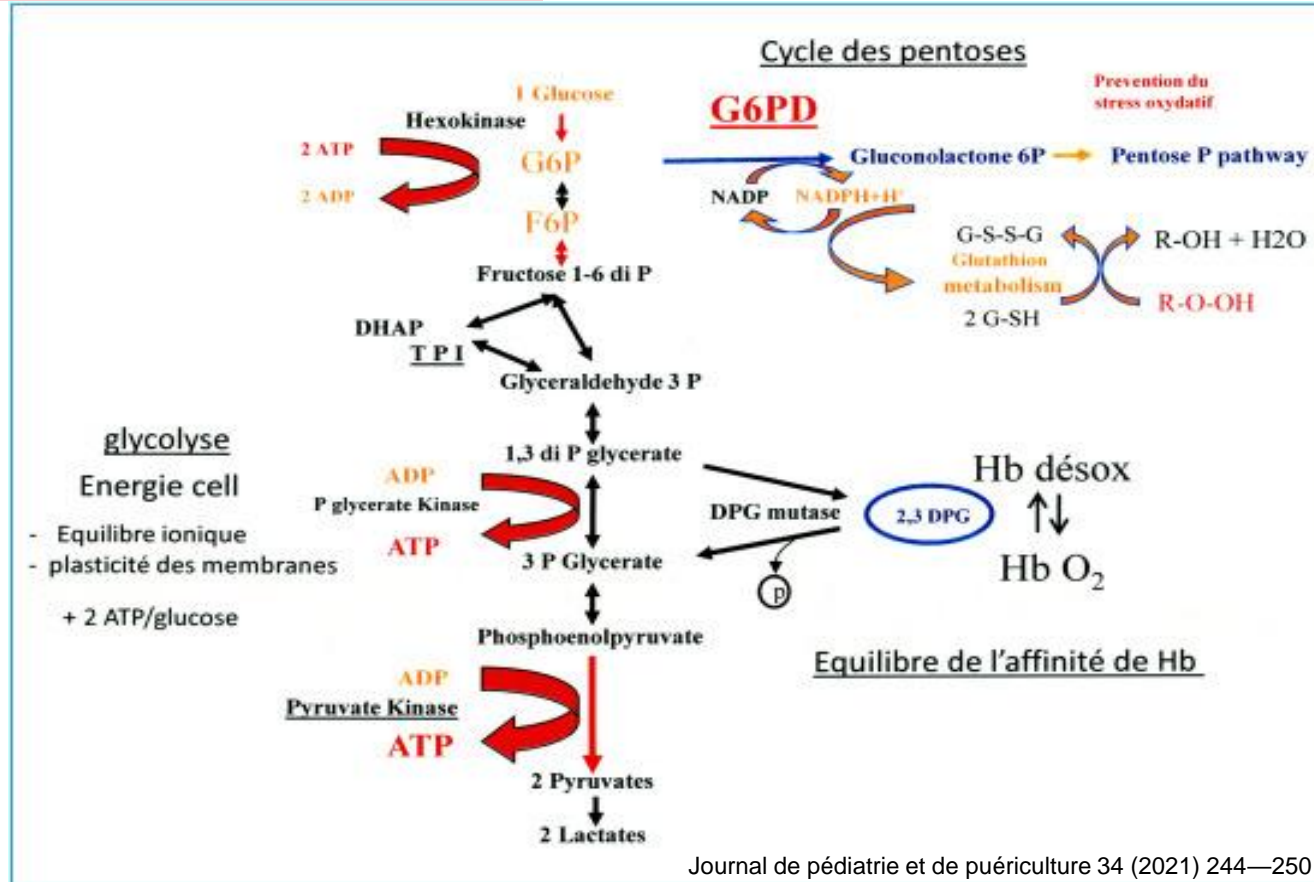 Cycle des pentoses
Prevention du
stress oxydatif
1 Glucose
G6PD
Hexokinase
2 ATP
G6P
Gluconolactone 6P
Pentose P pathway
2 ADP
NADP
NADPH+H⁺
F6P
G-S-S-G
R-OH + H2O
Glutathion
metabolism
Fructose 1-6 di P
2 G-SH
R-O-OH
DHAP
T P I
Glyceraldehyde 3 P
glycolyse
Energie cell
- Equilibre ionique
- plasticité des membranes
+ 2 ATP/glucose
1,3 di P glycerate
ADP
P glycerate Kinase
ATP
DPG mutase
2,3 DPG
Hb désox
Hb O₂
3 P Glycerate
p
Phosphoenolpyruvate
Equilibre de l'affinité de Hb
ADP
Pyruvate Kinase
ATP
2 Pyruvates
2 Lactates
Journal de pédiatrie et de puériculture 34 (2021) 244—250